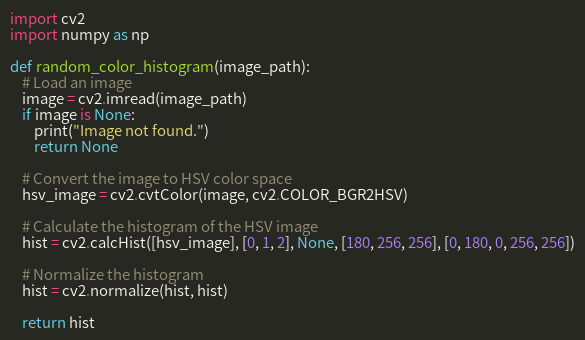 import cv2
import numpy as np
def random_color_histogram(image_path):
# Load an image
image = cv2.imread(image_path)
if image is None:
print("Image not found.")
return None
# Convert the image to HSV color space
hsv_image = cv2.cvtColor(image, cv2.COLOR_BGR2HSV)
# Calculate the histogram of the HSV image
hist = cv2.calcHist([hsv_image], [0, 1, 2], None, [180, 256, 256], [0, 180, 0, 256, 256])
# Normalize the histogram
hist = cv2.normalize(hist, hist)
return hist